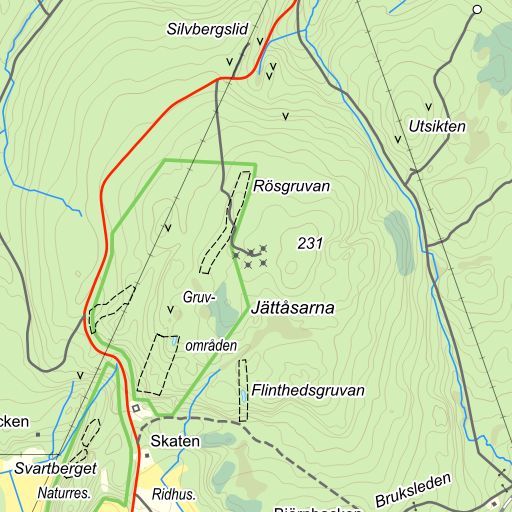 Silvbergslid
Utsikten
Rösgruvan
231
Gruv-
Jättåsarna
områden
Flinthedsgruvan
cken
Skaten
Svartberget
Naturres.
Ridhus.
Bruksleden